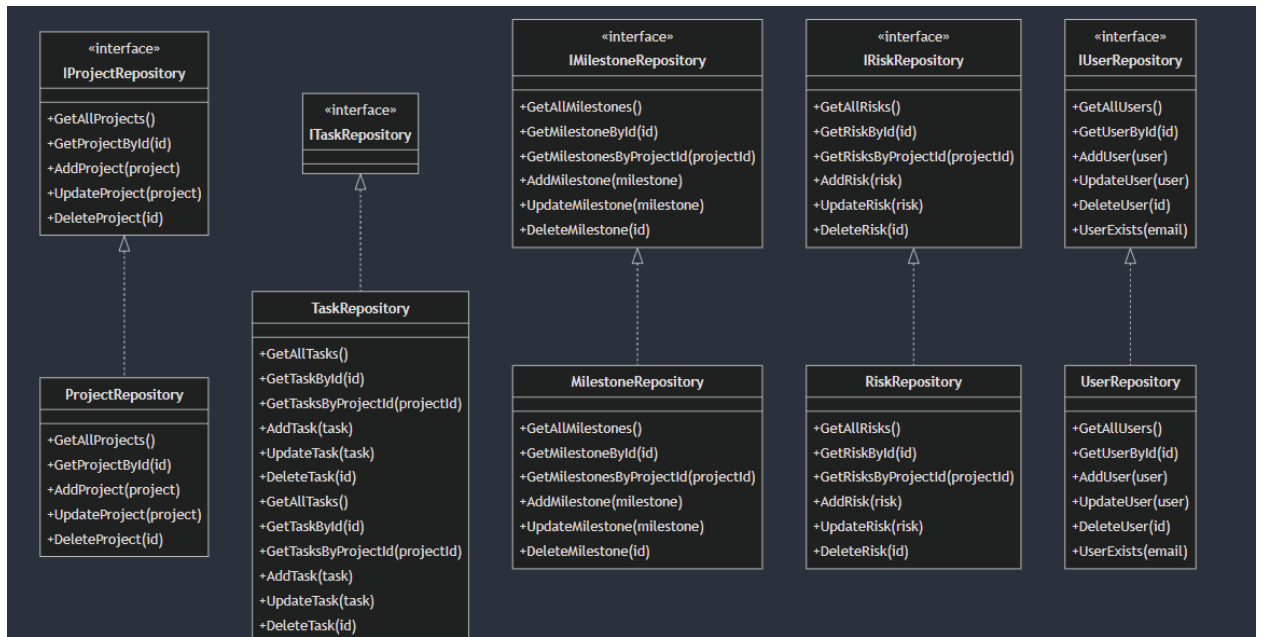 «interface»
IProjectRepository
+GetAllProjects()
+GetProjectById(id)
+AddProject(project)
+UpdateProject(project)
+DeleteProject(id)
ProjectRepository
+GetAllProjects()
+GetProjectById(id)
+AddProject(project)
+UpdateProject(project)
+DeleteProject(id)
«interface»
ITaskRepository
TaskRepository
+GetAllTasks()
+GetTaskById(id)
+GetTasksByProjectId(projectId)
+AddTask(task)
+UpdateTask(task)
+DeleteTask(id)
+GetAllTasks()
+GetTaskById(id)
+GetTasksByProjectId(projectId)
+AddTask(task)
+UpdateTask(task)
+DeleteTask(id)
«interface»
IMilestoneRepository
+GetAllMilestones()
+GetMilestoneById(id)
+GetMilestonesByProjectId(projectId)
+AddMilestone(milestone)
+UpdateMilestone(milestone)
+DeleteMilestone(id)
MilestoneRepository
+GetAllMilestones()
+GetMilestoneById(id)
+GetMilestonesByProjectId(projectId)
+AddMilestone(milestone)
+UpdateMilestone(milestone)
+DeleteMilestone(id)
«interface»
IRiskRepository
+GetAllRisks()
+GetRiskById(id)
+GetRisksByProjectId(projectId)
+AddRisk(risk)
+UpdateRisk(risk)
+DeleteRisk(id)
RiskRepository
+GetAllRisks()
+GetRiskById(id)
+GetRisksByProjectId(projectId)
+AddRisk(risk)
+UpdateRisk(risk)
+DeleteRisk(id)
«interface»
IUserRepository
+GetAllUsers()
+GetUserById(id)
+AddUser(user)
+UpdateUser(user)
+DeleteUser(id)
+UserExists(email)
UserRepository
+GetAllUsers()
+GetUserById(id)
+AddUser(user)
+UpdateUser(user)
+DeleteUser(id)
+UserExists(email)